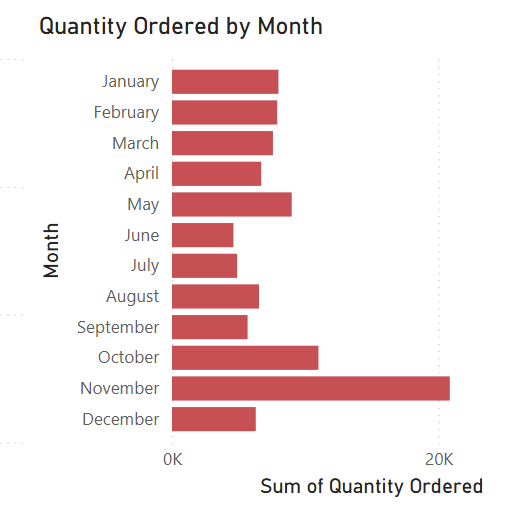 Quantity Ordered by Month
Month
January
February
March
April
May
June
July
August
September
October
November
December
0K 20K
Sum of Quantity Ordered